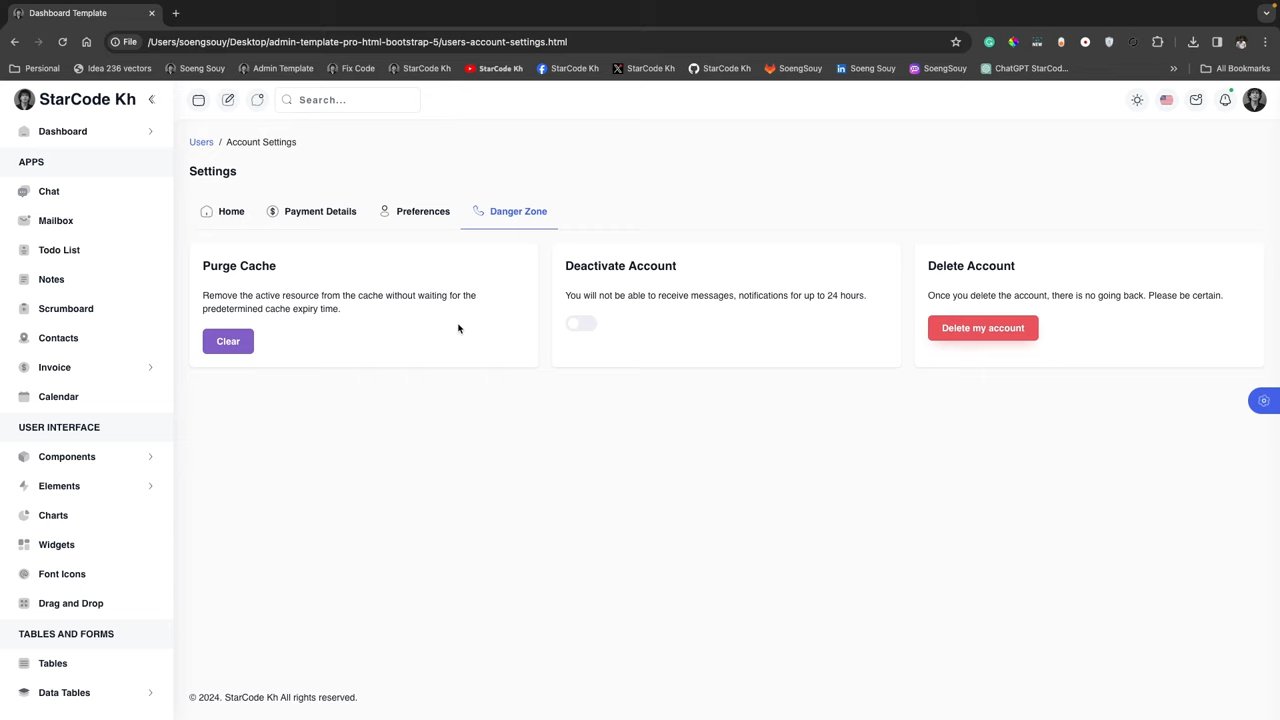 Dashboard Template
File
/Users/soengsouy/Desktop/admin-template-pro-html-bootstrap-5/users-account-settings.html
Personal
Idea 236 vectors
Soeng Souy
Admin Template
Fix Code
StarCode Kh
StarCode Kh
StarCode Kh
StarCode Kh
StarCode Kh
SoengSouy
Soeng Souy
SoengSouy
ChatGPT StarCod...
All Bookmarks
StarCode Kh
Search...
Dashboard
APPS
Chat
Mailbox
Todo List
Notes
Scrumboard
Contacts
Invoice
Calendar
USER INTERFACE
Components
Elements
Charts
Widgets
Font Icons
Drag and Drop
TABLES AND FORMS
Tables
Data Tables
Users / Account Settings
Settings
Home
Payment Details
Preferences
Danger Zone
Purge Cache
Remove the active resource from the cache without waiting for the
predetermined cache expiry time.
Clear
Deactivate Account
You will not be able to receive messages, notifications for up to 24 hours.
Delete Account
Once you delete the account, there is no going back. Please be certain.
Delete my account
© 2024. StarCode Kh All rights reserved.